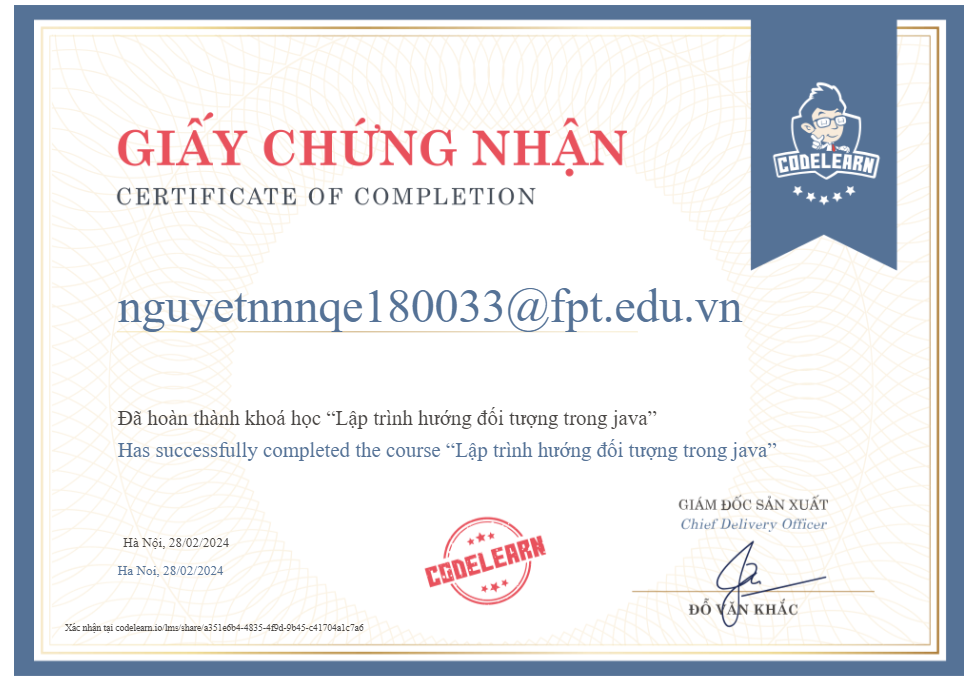 GIẤY CHỨNG NHẬN
CERTIFICATE OF COMPLETION
CODELEARN
nguyetnnnqe180033@fpt.edu.vn
Đã hoàn thành khoá học “Lập trình hướng đối tượng trong java”
Has successfully completed the course “Lập trình hướng đối tượng trong java”
GIÁM ĐỐC SẢN XUẤT
Chief Delivery Officer
Hà Nội, 28/02/2024
Ha Noi, 28/02/2024
CODELEARN
ĐỖ VĂN KHẮC
Xác nhận tại codelearn.io/lms/share/a351e6b4-4835-4f9d-9b45-c41704a1c7a6